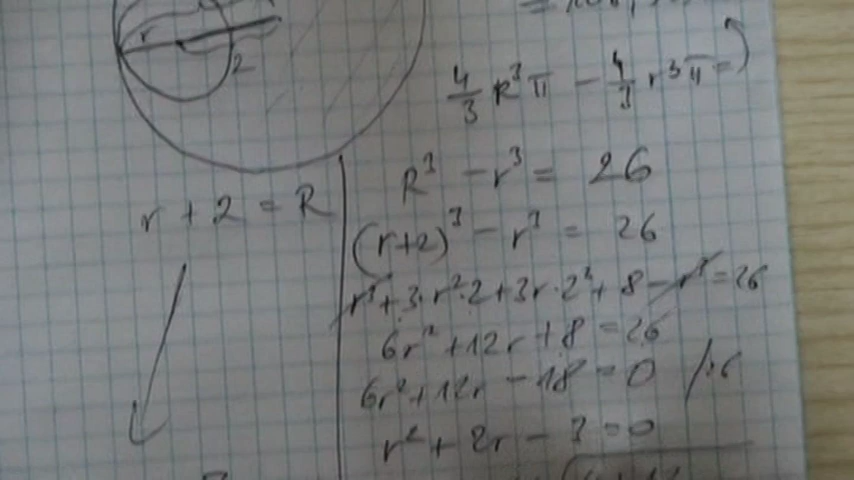 r
2
4/3 R³π − 4/3 r³π =
r + 2 = R
R³ − r³ = 26
(r+2)³ − r³ = 26
r³ + 3·r²·2 + 3r·2² + 8 − r³ = 26
6r² + 12r + 8 = 26
6r² + 12r − 18 = 0 /:6
r² + 2r − 3 = 0